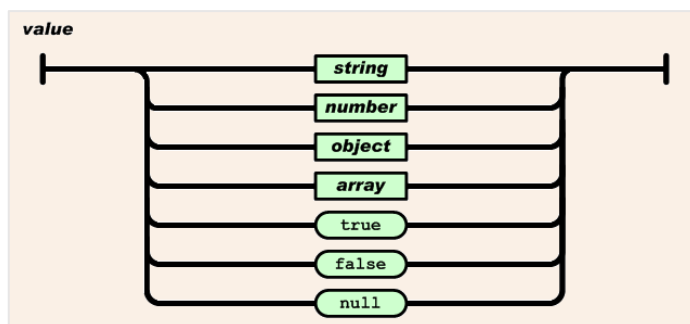 value
string
number
object
array
true
false
null